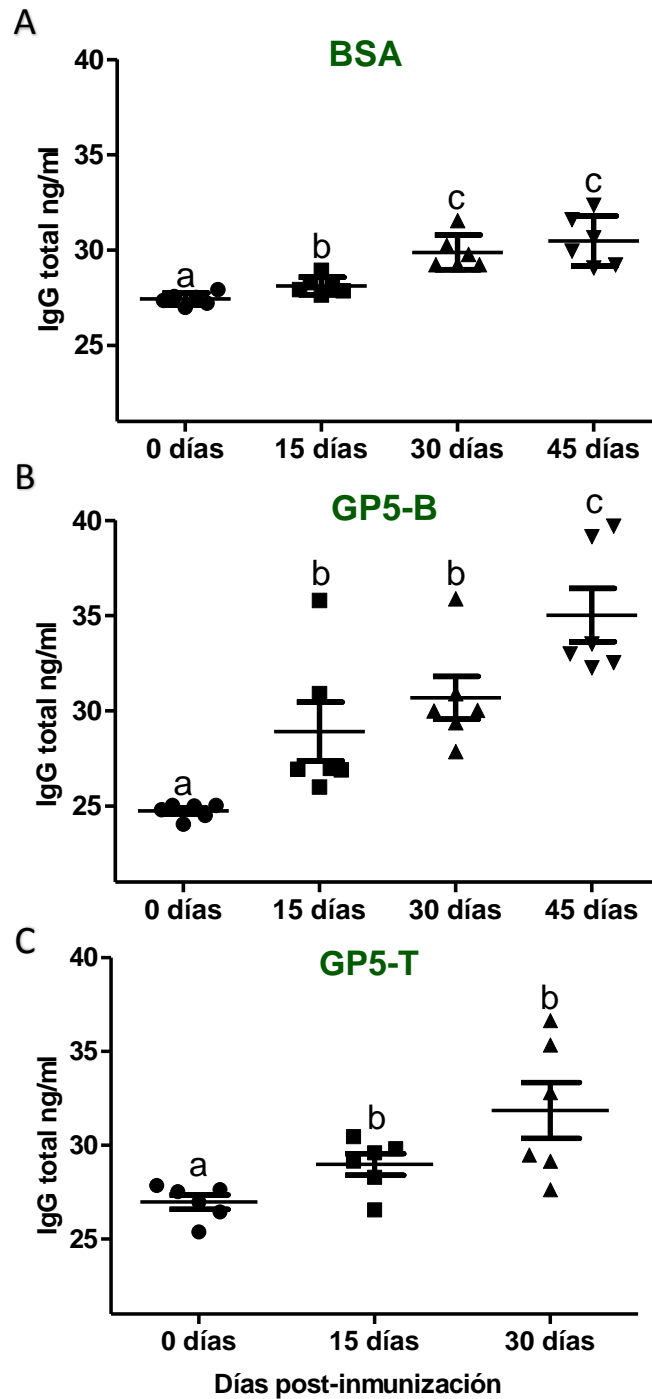 A
BSA
IgG total ng/ml
40
35
30
25
a
b
c
c
0 días 15 días 30 días 45 días
B
GP5-B
IgG total ng/ml
40
35
30
25
a
b
b
c
0 días 15 días 30 días 45 días
C
GP5-T
IgG total ng/ml
40
35
30
25
a
b
b
0 días 15 días 30 días
Días post-inmunización